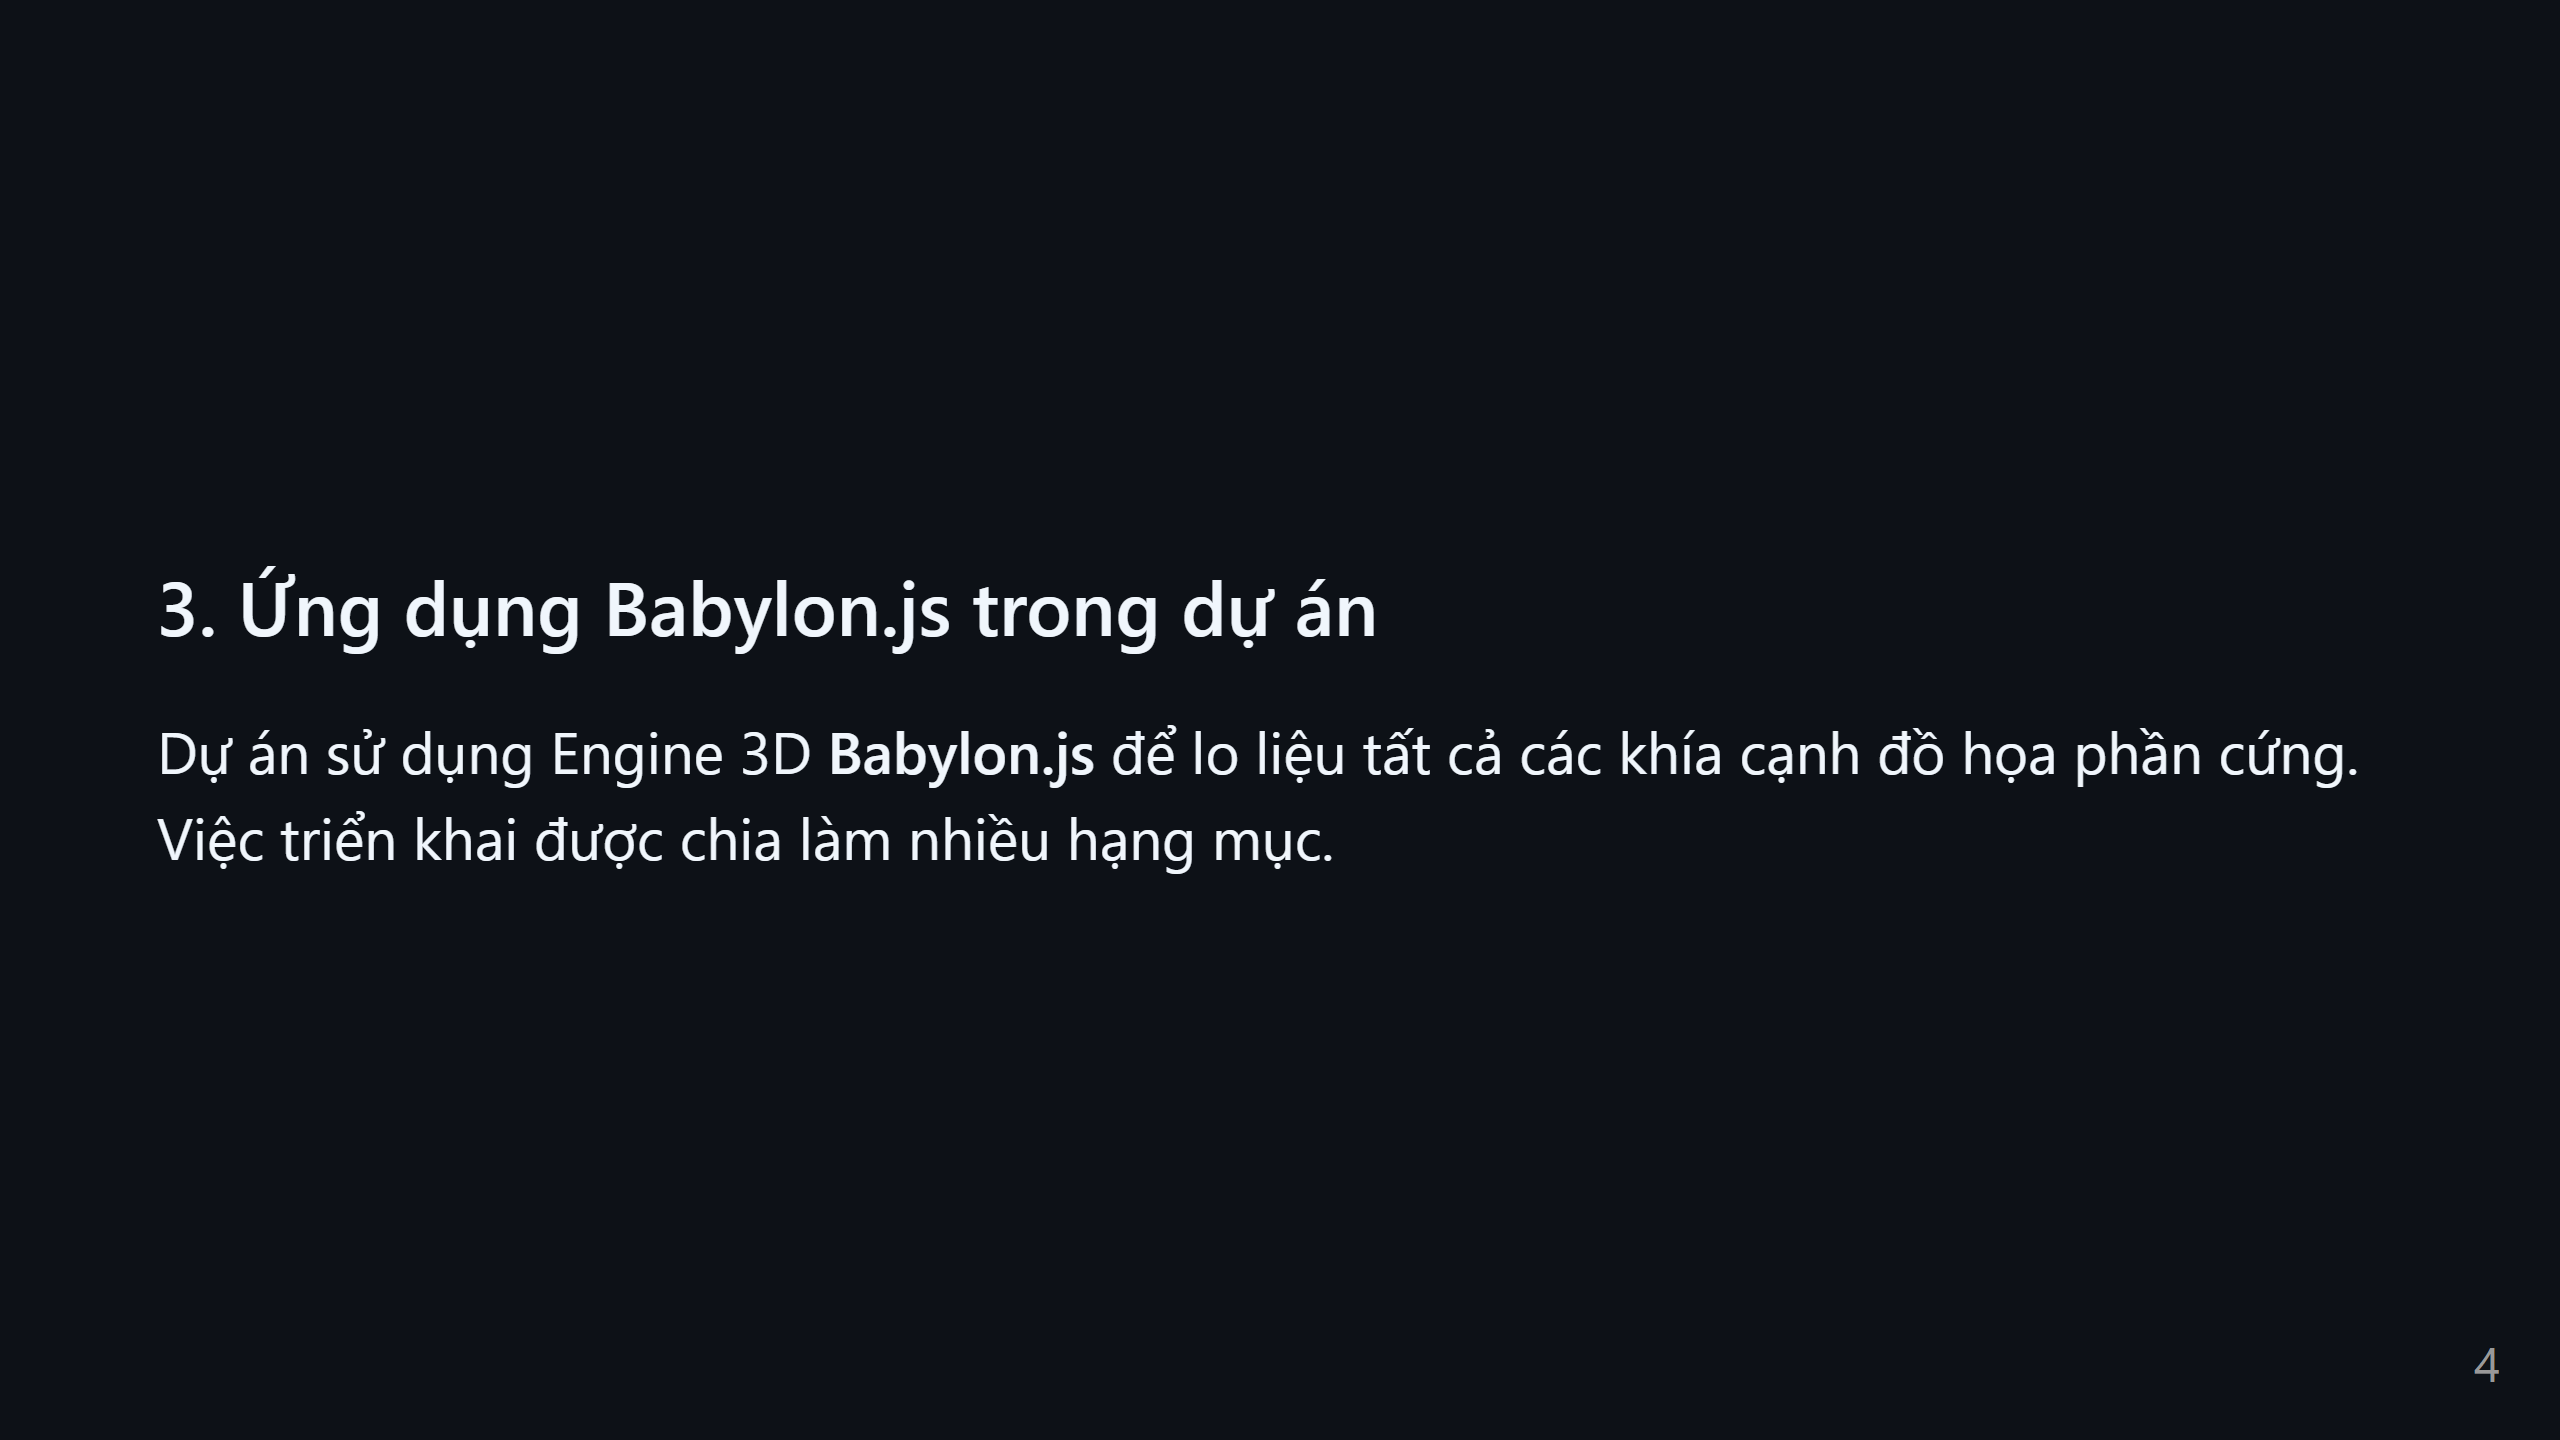 3. Ứng dụng Babylon.js trong dự án
Dự án sử dụng Engine 3D Babylon.js để lo liệu tất cả các khía cạnh đồ họa phần cứng.
Việc triển khai được chia làm nhiều hạng mục.
4